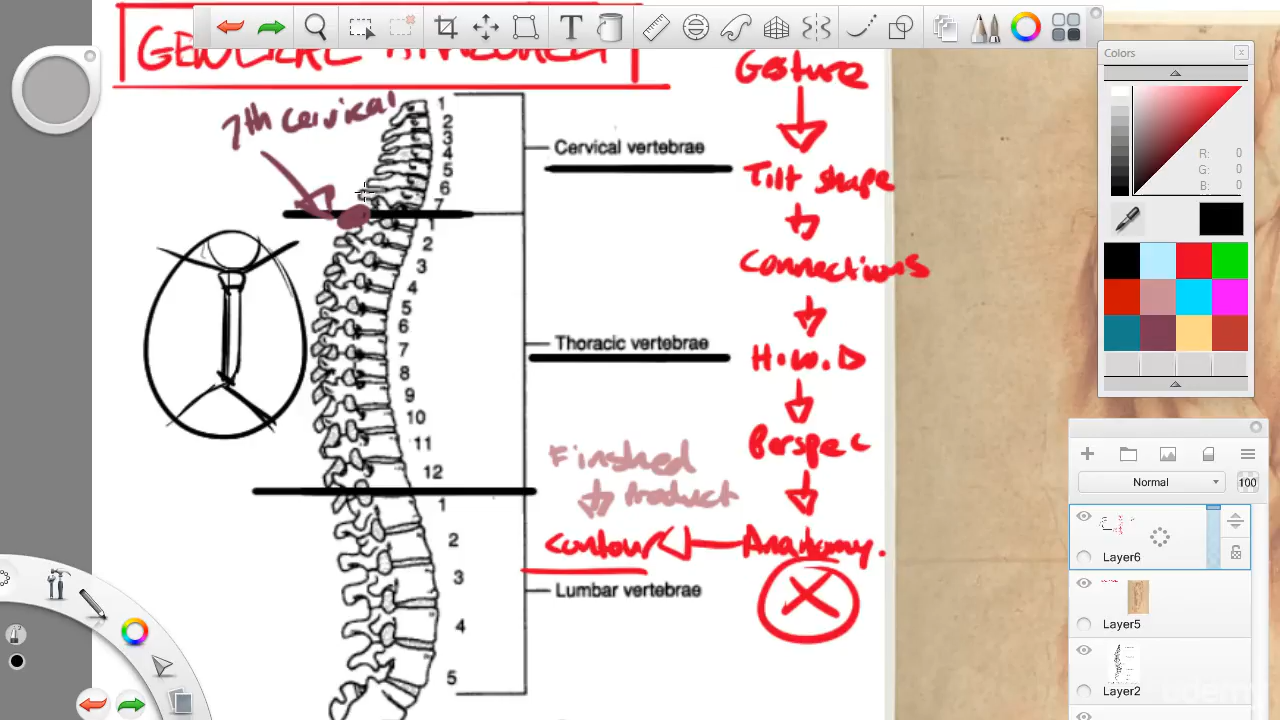 7th cervical
1
2
3
4
5
6
7
1
2
3
4
5
6
7
8
9
10
11
12
1
2
3
4
5
Cervical vertebrae
Thoracic vertebrae
Lumbar vertebrae
Finshed
Product
Gesture
Tilt shape
Connections
H.W.D
Perspec
Anatomy.
contour
Colors
R: 0
G: 0
B: 0
Normal
100
Layer6
Layer5
Layer2